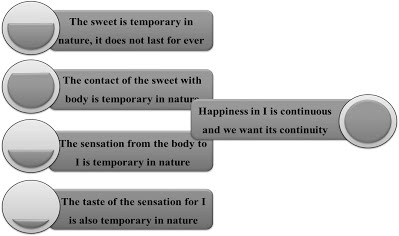 The sweet is temporary in
nature, it does not last for ever
The contact of the sweet with
body is temporary in nature
Happiness in I is continuous
and we want its continuity
The sensation from the body to
I is temporary in nature
The taste of the sensation for I
is also temporary in nature